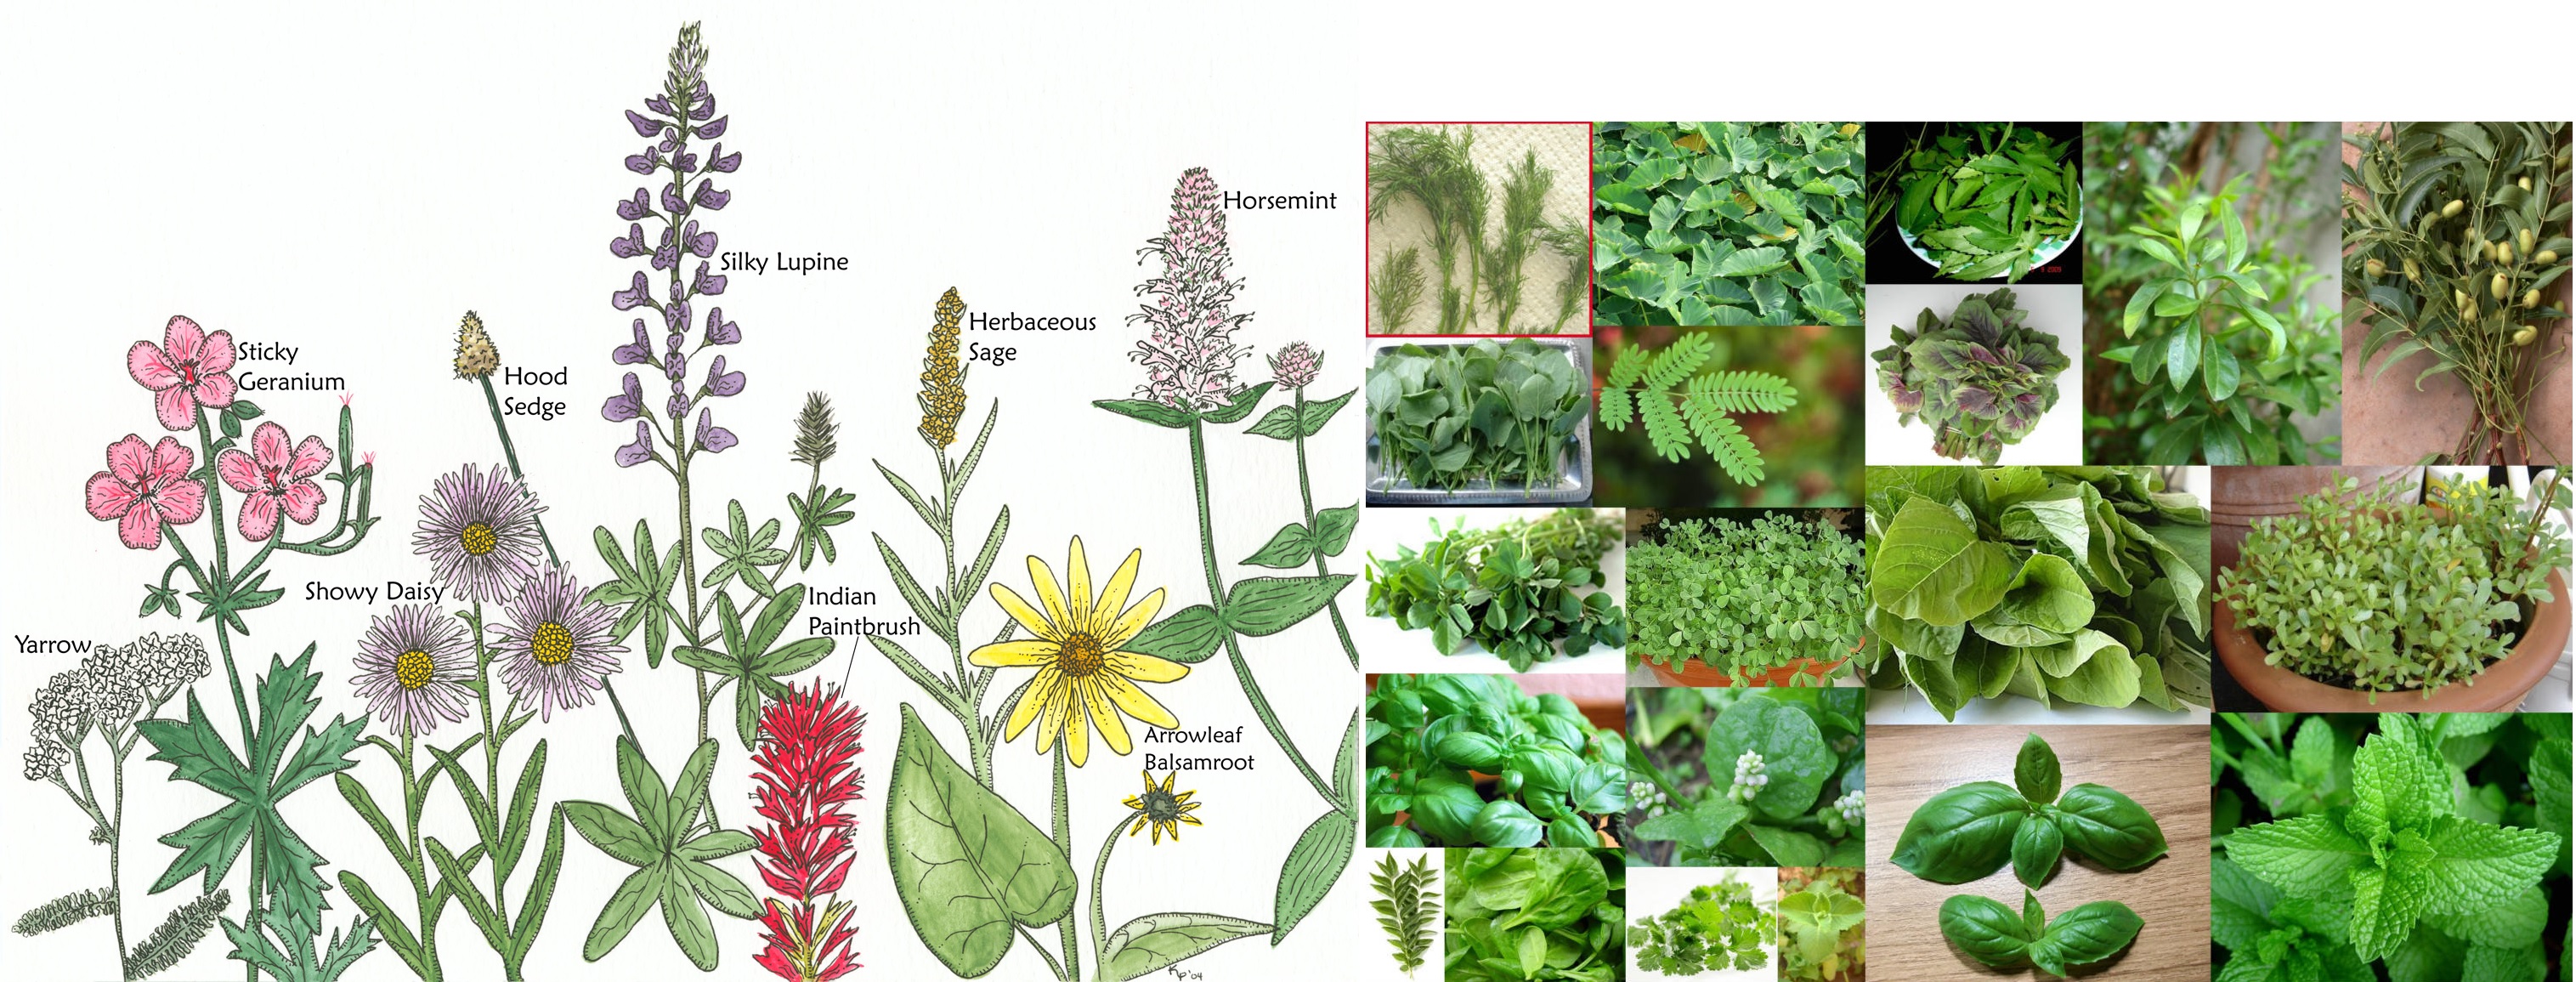 Horsemint
Silky Lupine
Herbaceous
Sage
Sticky
Geranium
Hood
Sedge
Showy Daisy
Indian
Paintbrush
Yarrow
Arrowleaf
Balsamroot